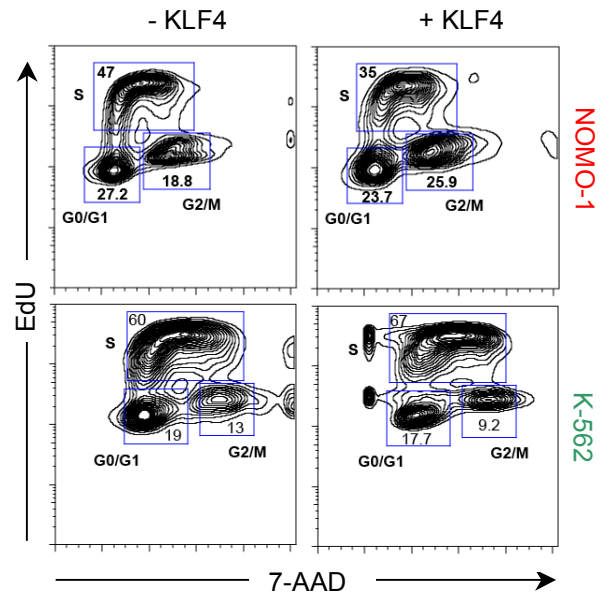 - KLF4
+ KLF4
47
S
27.2
18.8
G0/G1
G2/M
35
23.7
25.9
G0/G1
G2/M
NOMO-1
60
S
19
13
G0/G1
G2/M
67
S
17.7
9.2
G0/G1
G2/M
K-562
EdU
7-AAD